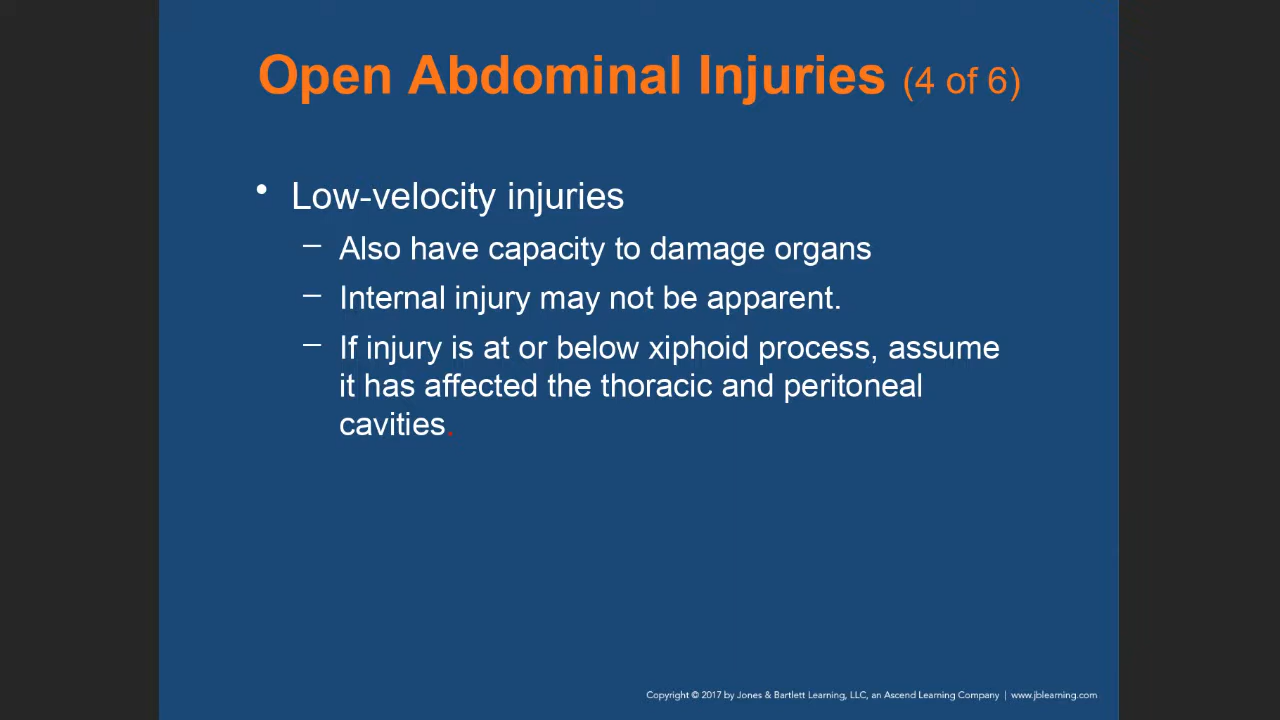 Open Abdominal Injuries (4 of 6)
• Low-velocity injuries
– Also have capacity to damage organs
– Internal injury may not be apparent.
– If injury is at or below xiphoid process, assume
it has affected the thoracic and peritoneal
cavities.
Copyright © 2017 by Jones & Bartlett Learning, LLC, an Ascend Learning Company | www.jblearning.com